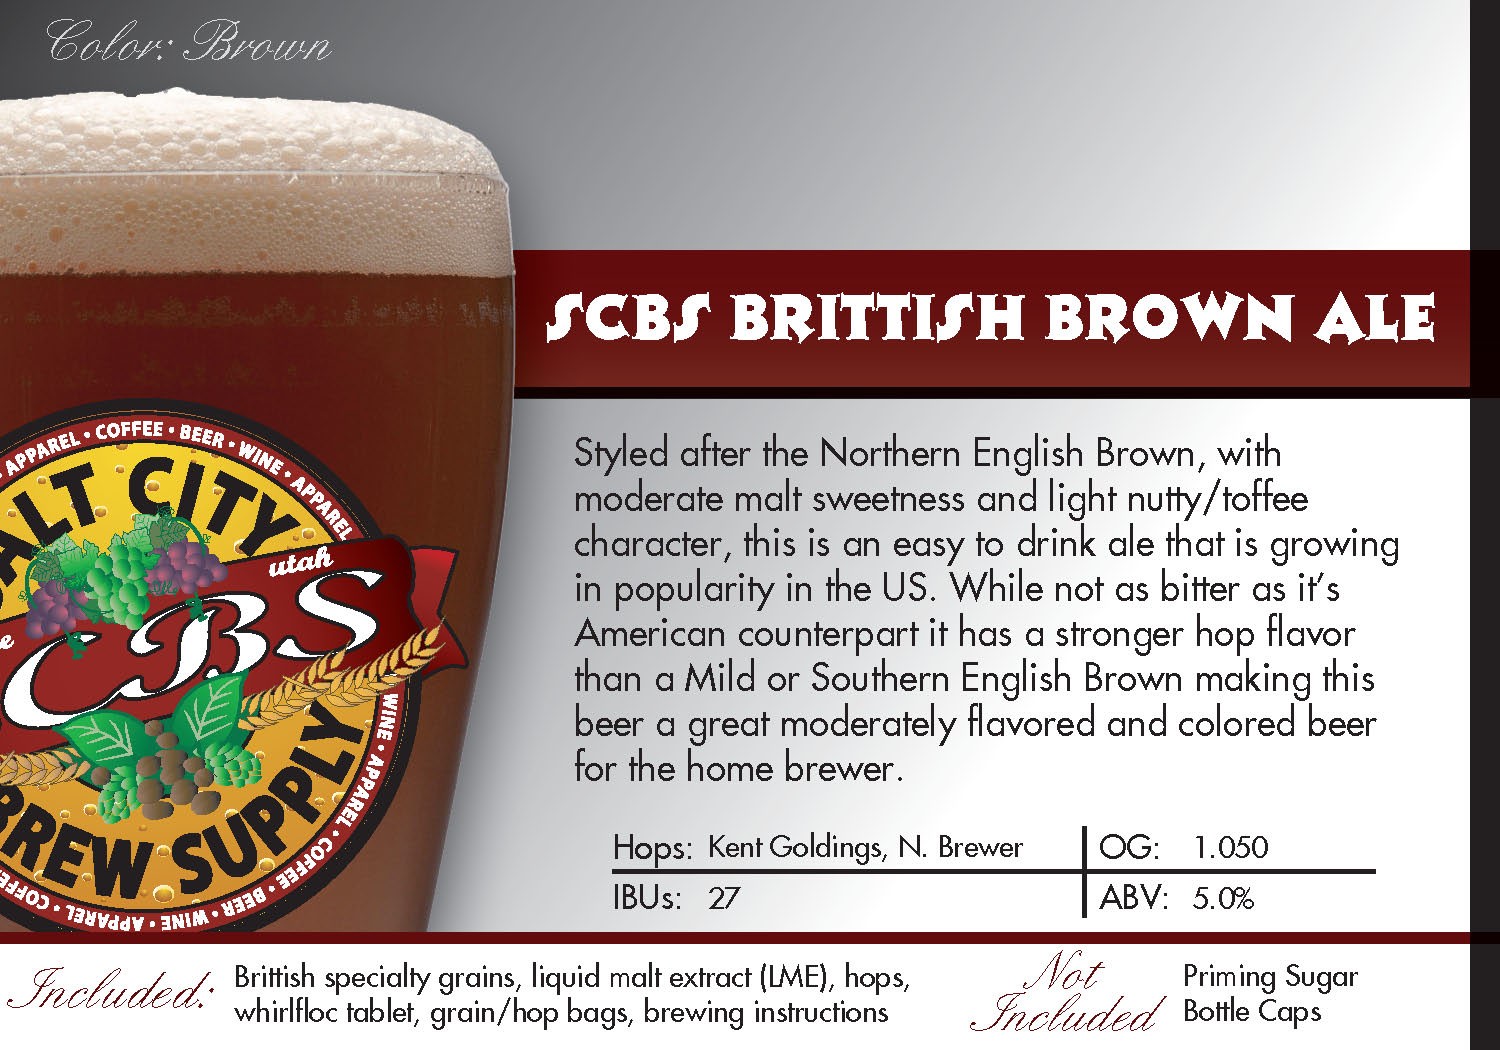 Color: Brown
SCBS BRITTISH BROWN ALE
Styled after the Northern English Brown, with
moderate malt sweetness and light nutty/toffee
character, this is an easy to drink ale that is growing
in popularity in the US. While not as bitter as it's
American counterpart it has a stronger hop flavor
than a Mild or Southern English Brown making this
beer a great moderately flavored and colored beer
for the home brewer.
Hops: Kent Goldings, N. Brewer
OG: 1.050
IBUs: 27
ABV: 5.0%
APPAREL • COFFEE • BEER • WINE • APPAREL
ALT CITY
utah
CBS
BREW SUPPLY
WINE • APPAREL • COFFEE • BEER • WINE • APPAREL • COFFEE
Included: Brittish specialty grains, liquid malt extract (LME), hops,
whirlfloc tablet, grain/hop bags, brewing instructions
Not
Included
Priming Sugar
Bottle Caps